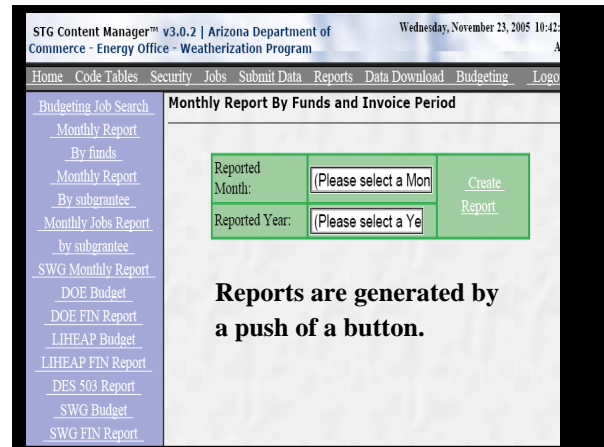 STG Content Manager™ v3.0.2 | Arizona Department of
Commerce - Energy Office - Weatherization Program
Wednesday, November 23, 2005 10:42:
A
Home Code Tables Security Jobs Submit Data Reports Data Download Budgeting Logo
Budgeting Job Search
Monthly Report
By funds
Monthly Report
By subgrantee
Monthly Jobs Report
by subgrantee
SWG Monthly Report
DOE Budget
DOE FIN Report
LIHEAP Budget
LIHEAP FIN Report
DES 503 Report
SWG Budget
SWG FIN Report
Monthly Report By Funds and Invoice Period
Reported
Month:
(Please select a Mon
Reported Year:
(Please select a Ye
Create
Report
Reports are generated by
a push of a button.